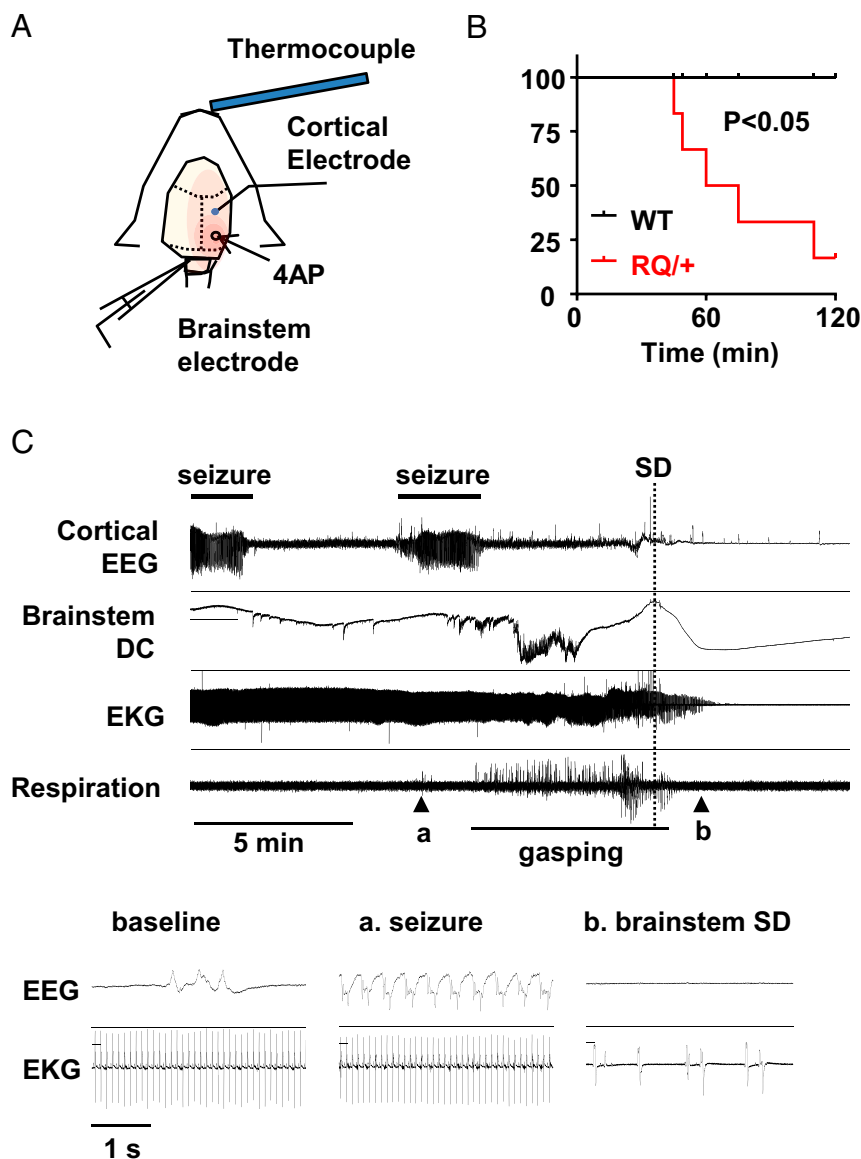 A
Thermocouple
Cortical
Electrode
4AP
Brainstem
electrode
B
100
75
50
25
0
P<0.05
WT
RQ/+
0 60 120
Time (min)
C
seizure seizure SD
Cortical
EEG
Brainstem
DC
EKG
Respiration
5 min
a
gasping
b
baseline a. seizure b. brainstem SD
EEG
EKG
1 s